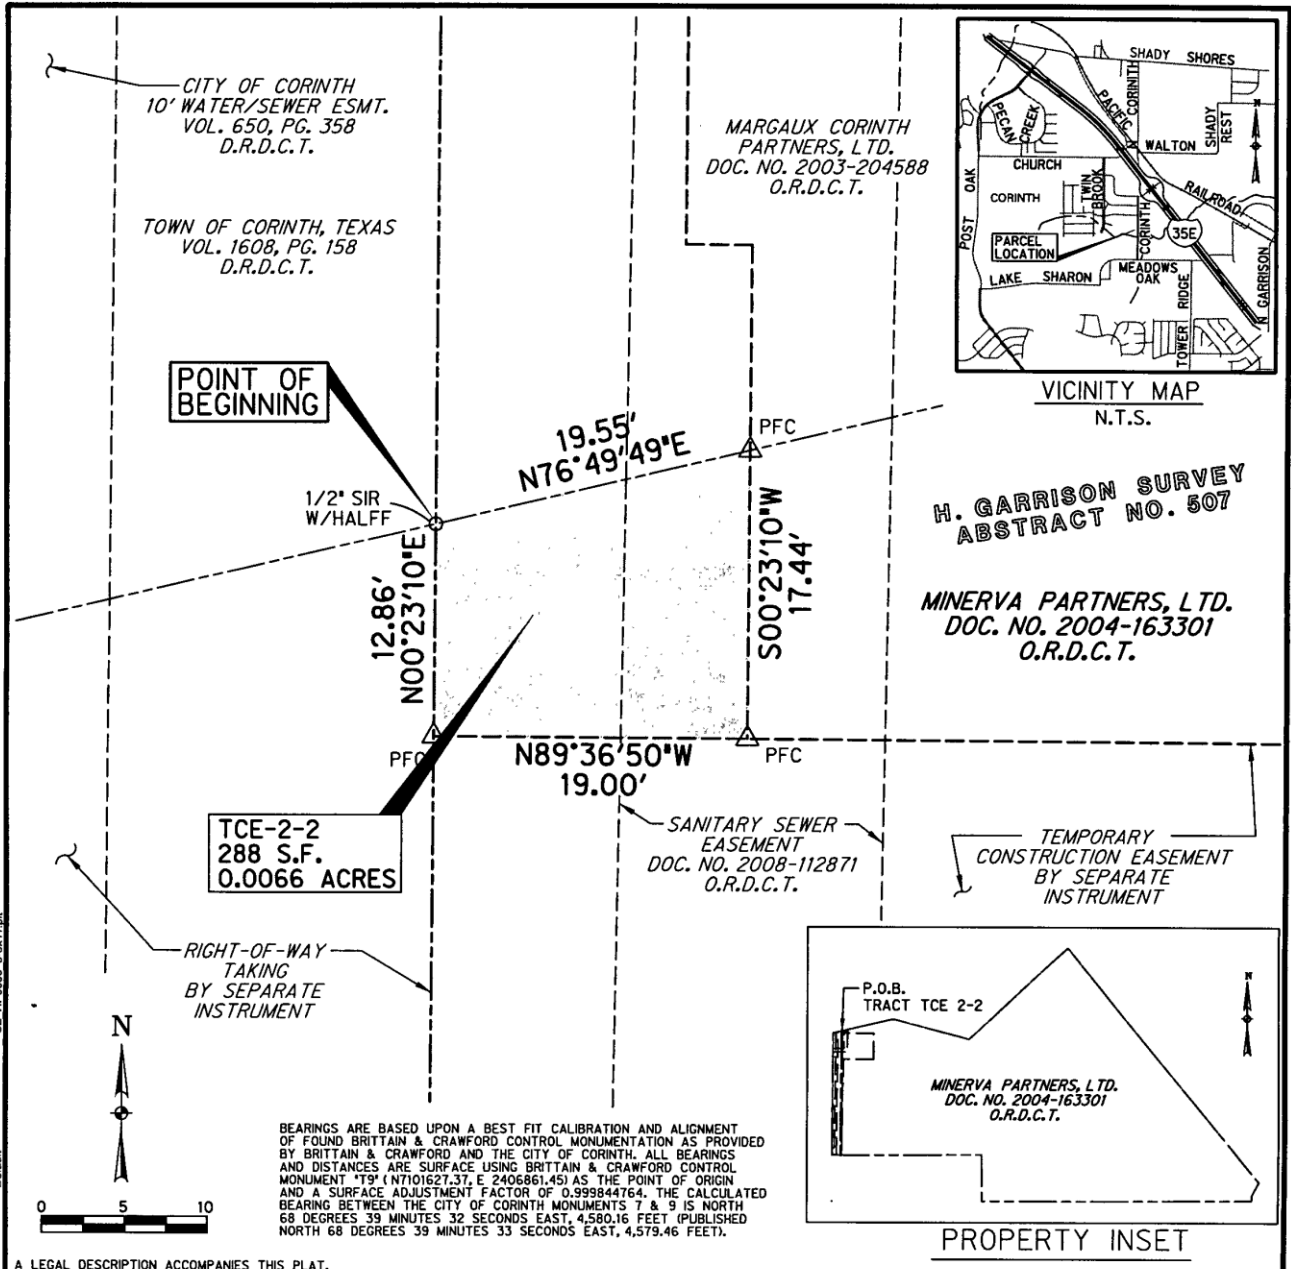 CITY OF CORINTH
10' WATER/SEWER ESMT.
VOL. 650, PG. 358
D.R.D.C.T.
TOWN OF CORINTH, TEXAS
VOL. 1608, PG. 158
D.R.D.C.T.
MARGAUX CORINTH
PARTNERS, LTD.
DOC. NO. 2003-204588
O.R.D.C.T.
SHADY SHORES
PACIFIC
CORINTH
N
PECAN
CREEK
WALTON
SHADY
REST
N
CHURCH
POST OAK
CORINTH
TWIN
BROOK
RAILROAD
CORINTH
35E
PARCEL
LOCATION
LAKE SHARON
MEADOWS
OAK
TOWER RIDGE
N GARRISON
VICINITY MAP
N.T.S.
POINT OF
BEGINNING
1/2" SIR
W/HALFF
19.55'
N76°49'49"E
PFC
H. GARRISON SURVEY
ABSTRACT NO. 507
12.86'
N00°23'10"E
S00°23'10"W
17.44'
MINERVA PARTNERS, LTD.
DOC. NO. 2004-163301
O.R.D.C.T.
PFC
N89°36'50"W
19.00'
PFC
TCE-2-2
288 S.F.
0.0066 ACRES
SANITARY SEWER
EASEMENT
DOC. NO. 2008-112871
O.R.D.C.T.
TEMPORARY
CONSTRUCTION EASEMENT
BY SEPARATE
INSTRUMENT
RIGHT-OF-WAY
TAKING
BY SEPARATE
INSTRUMENT
P.O.B.
TRACT TCE 2-2
N
MINERVA PARTNERS, LTD.
DOC. NO. 2004-163301
O.R.D.C.T.
PROPERTY INSET
N
0 5 10
BEARINGS ARE BASED UPON A BEST FIT CALIBRATION AND ALIGNMENT
OF FOUND BRITTAIN & CRAWFORD CONTROL MONUMENTATION AS PROVIDED
BY BRITTAIN & CRAWFORD AND THE CITY OF CORINTH. ALL BEARINGS
AND DISTANCES ARE SURFACE USING BRITTAIN & CRAWFORD CONTROL
MONUMENT "T9" (N7101627.37, E 2406861.45) AS THE POINT OF ORIGIN
AND A SURFACE ADJUSTMENT FACTOR OF 0.999844764. THE CALCULATED
BEARING BETWEEN THE CITY OF CORINTH MONUMENTS 7 & 9 IS NORTH
68 DEGREES 39 MINUTES 32 SECONDS EAST, 4,580.16 FEET (PUBLISHED
NORTH 68 DEGREES 39 MINUTES 33 SECONDS EAST, 4,579.46 FEET).
A LEGAL DESCRIPTION ACCOMPANIES THIS PLAT.